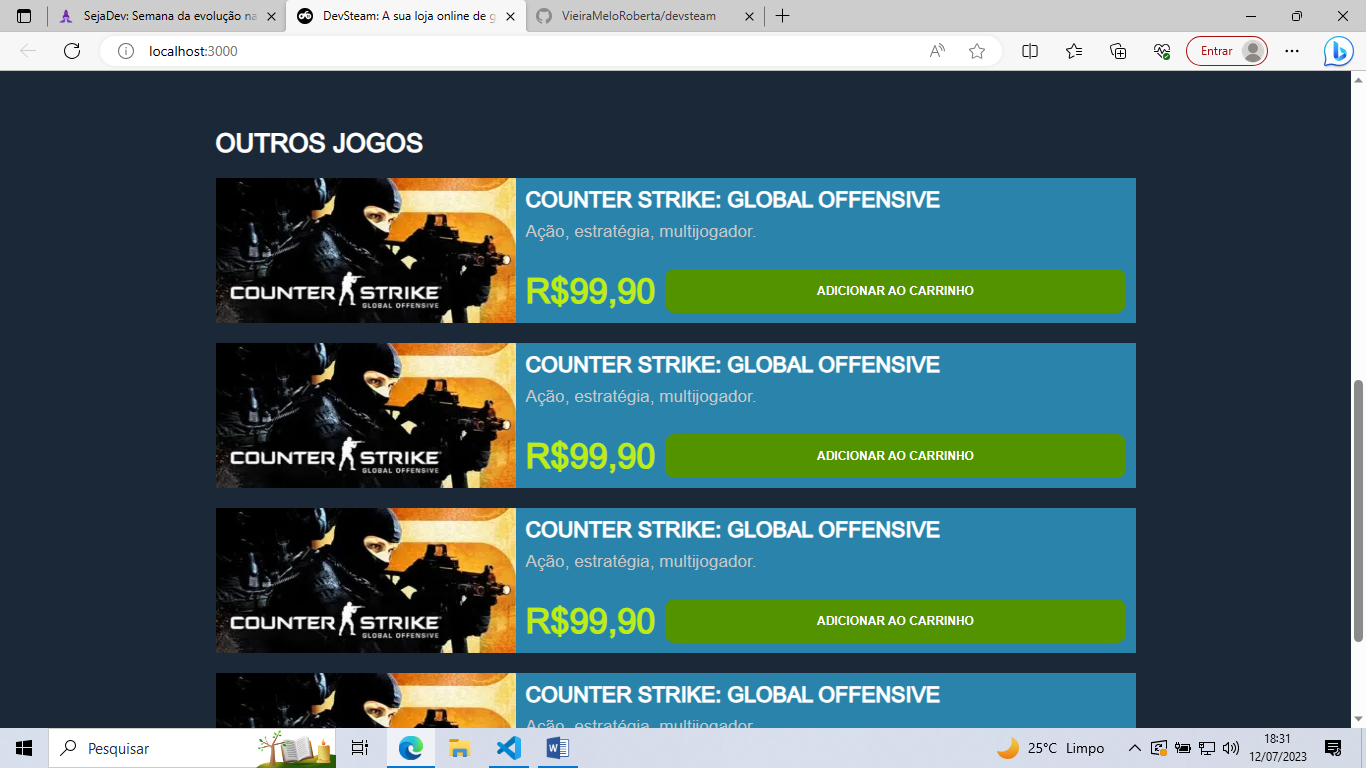 SejaDev: Semana da evolução na
DevSteam: A sua loja online de g
VieiraMeloRoberta/devsteam
localhost:3000
Entrar
OUTROS JOGOS
COUNTER STRIKE
GLOBAL OFFENSIVE
COUNTER STRIKE: GLOBAL OFFENSIVE
Ação, estratégia, multijogador.
R$99,90
ADICIONAR AO CARRINHO
COUNTER STRIKE
GLOBAL OFFENSIVE
COUNTER STRIKE: GLOBAL OFFENSIVE
Ação, estratégia, multijogador.
R$99,90
ADICIONAR AO CARRINHO
COUNTER STRIKE
GLOBAL OFFENSIVE
COUNTER STRIKE: GLOBAL OFFENSIVE
Ação, estratégia, multijogador.
R$99,90
ADICIONAR AO CARRINHO
COUNTER STRIKE: GLOBAL OFFENSIVE
Ação, estratégia, multijogador.
Pesquisar
25°C Limpo
18:31
12/07/2023